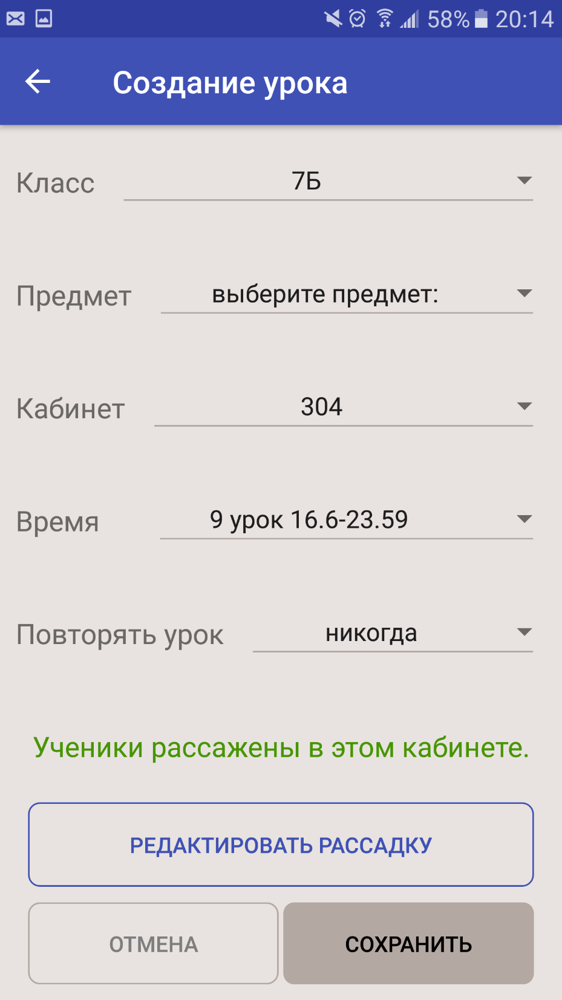 58% 20:14
Создание урока
Класс 7Б
Предмет выберите предмет:
Кабинет 304
Время 9 урок 16.6-23.59
Повторять урок никогда
Ученики рассажены в этом кабинете.
РЕДАКТИРОВАТЬ РАССАДКУ
ОТМЕНА СОХРАНИТЬ